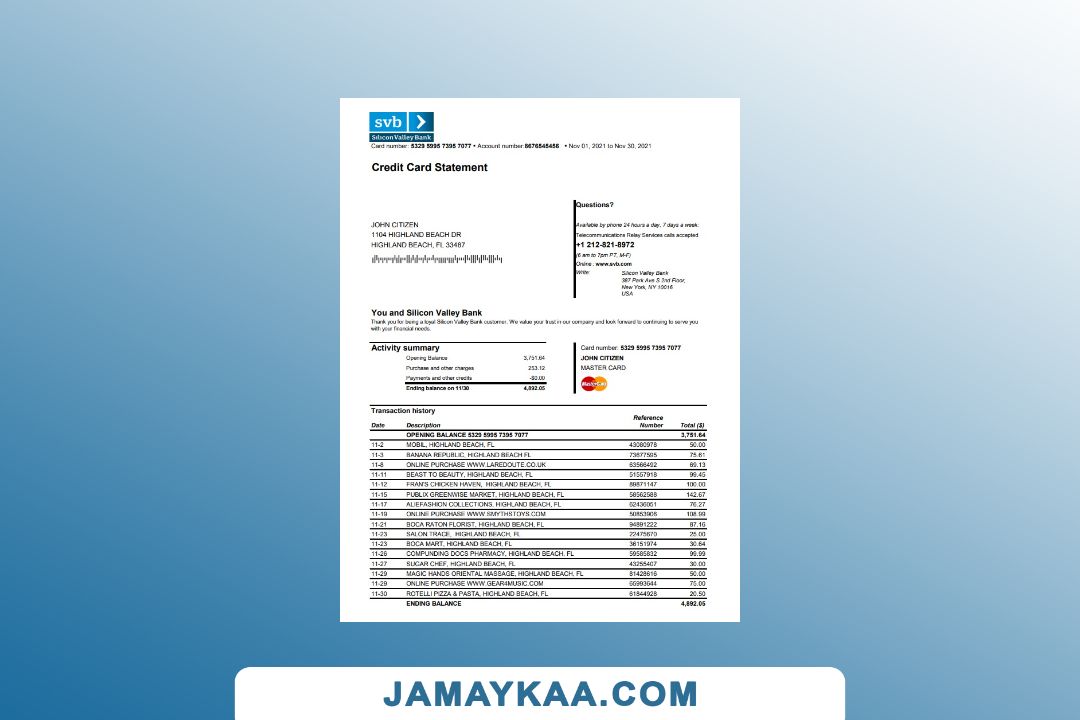 svb
Silicon Valley Bank
Card number: 5329 5995 7395 7077 • Account number:8676545456 • Nov 01, 2021 to Nov 30, 2021
Credit Card Statement
Questions?
Available by phone 24 hours a day, 7 days a week:
Telecommunications Relay Services calls accepted
+1 212-821-8972
(6 am to 7pm PT, M-F)
Online : www.svb.com
Write: Silicon Valley Bank
387 Park Ave S 2nd Floor,
New York, NY 10016
USA
JOHN CITIZEN
1104 HIGHLAND BEACH DR
HIGHLAND BEACH, FL 33487
You and Silicon Valley Bank
Thank you for being a loyal Silicon Valley Bank customer. We value your trust in our company and look forward to continuing to serve you
with your financial needs.
Activity summary
Opening Balance 3,751.64
Purchase and other charges 253.12
Payments and other credits -$0.00
Ending balance on 11/30 4,892.05
Card number: 5329 5995 7395 7077
JOHN CITIZEN
MASTER CARD
MasterCard
Transaction history
Date Description Reference Number Total ($)
OPENING BALANCE 5329 5995 7395 7077 3,751.64
11-2 MOBIL, HIGHLAND BEACH, FL 43080978 50.00
11-3 BANANA REPUBLIC, HIGHLAND BEACH FL 73677595 75.61
11-8 ONLINE PURCHASE WWW.LAREDOUTE.CO.UK 63566492 69.13
11-11 BEAST TO BEAUTY, HIGHLAND BEACH, FL 51557918 99.45
11-12 FRAN'S CHICKEN HAVEN, HIGHLAND BEACH, FL 89871147 100.00
11-15 PUBLIX GREENWISE MARKET, HIGHLAND BEACH, FL 58562588 142.67
11-17 ALIEFASHION COLLECTIONS, HIGHLAND BEACH, FL 62436051 76.27
11-19 ONLINE PURCHASE WWW.SMYTHSTOYS.COM 50853906 108.99
11-21 BOCA RATON FLORIST, HIGHLAND BEACH, FL 94891222 87.16
11-23 SALON TRACE, HIGHLAND BEACH, FL 22475670 25.00
11-23 BOCA MART, HIGHLAND BEACH, FL 36151974 30.64
11-26 COMPUNDING DOCS PHARMACY, HIGHLAND BEACH, FL 59585832 99.99
11-27 SUGAR CHEF, HIGHLAND BEACH, FL 43255407 30.00
11-29 MAGIC HANDS ORIENTAL MASSAGE, HIGHLAND BEACH, FL 81428616 50.00
11-29 ONLINE PURCHASE WWW.GEAR4MUSIC.COM 65993644 75.00
11-30 ROTELLI PIZZA & PASTA, HIGHLAND BEACH, FL 61844928 20.50
ENDING BALANCE 4,892.05
JAMAYKAA.COM